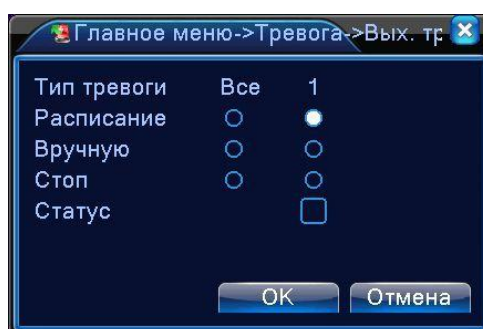 Главное меню->Тревога->Вых. тр
Тип тревоги Все 1
Расписание
Вручную
Стоп
Статус
OK Отмена